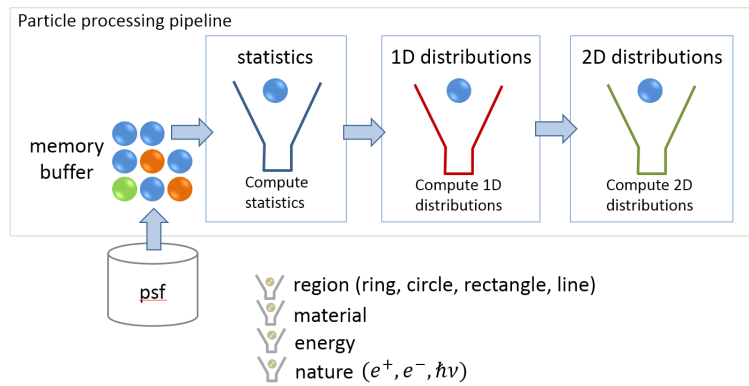 Particle processing pipeline
statistics
1D distributions
2D distributions
memory
buffer
Compute
statistics
Compute 1D
distributions
Compute 2D
distributions
psf
region (ring, circle, rectangle, line)
material
energy
nature (e⁺, e⁻, ℏν)